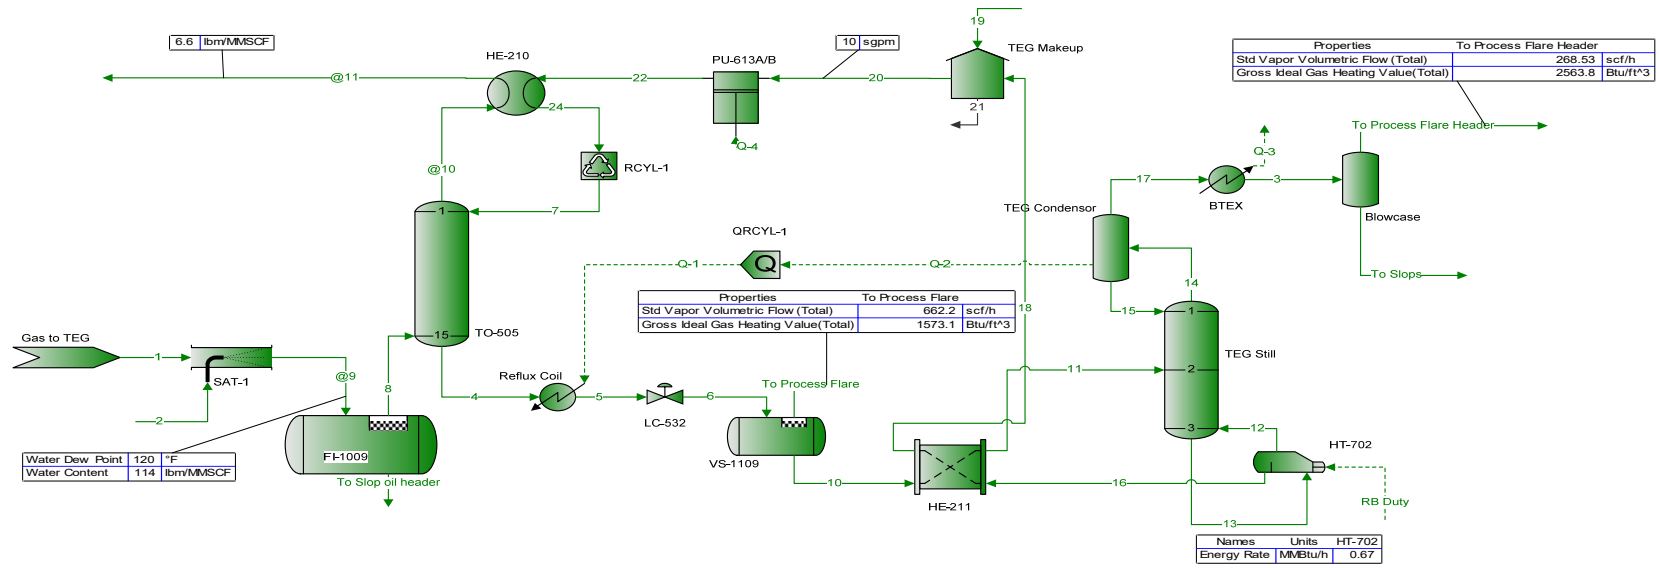 19
6.6 lbm/MMSCF
10 sgpm
HE-210
TEG Makeup
PU-613A/B
Properties To Process Flare Header
Std Vapor Volumetric Flow (Total) 268.53 scf/h
Gross Ideal Gas Heating Value(Total) 2563.8 Btu/ft^3
@11
22
20
24
21
To Process Flare Header
Q-4
Q-3
@10
RCYL-1
17
3
BTEX
Blowcase
1
7
TEG Condensor
QRCYL-1
Q-1
Q
Q-2
To Slops
14
Properties To Process Flare
Std Vapor Volumetric Flow (Total) 662.2 scf/h
Gross Ideal Gas Heating Value(Total) 1573.1 Btu/ft^3
18
15
1
15
TO-505
Gas to TEG
1
SAT-1
TEG Still
@9
8
Reflux Coil
To Process Flare
11
2
4
5
6
LC-532
2
3
12
HT-702
FI-1009
Water Dew Point 120 °F
Water Content 114 lbm/MMSCF
VS-1109
To Slop oil header
10
16
HE-211
RB Duty
13
Names Units HT-702
Energy Rate MMBtu/h 0.67